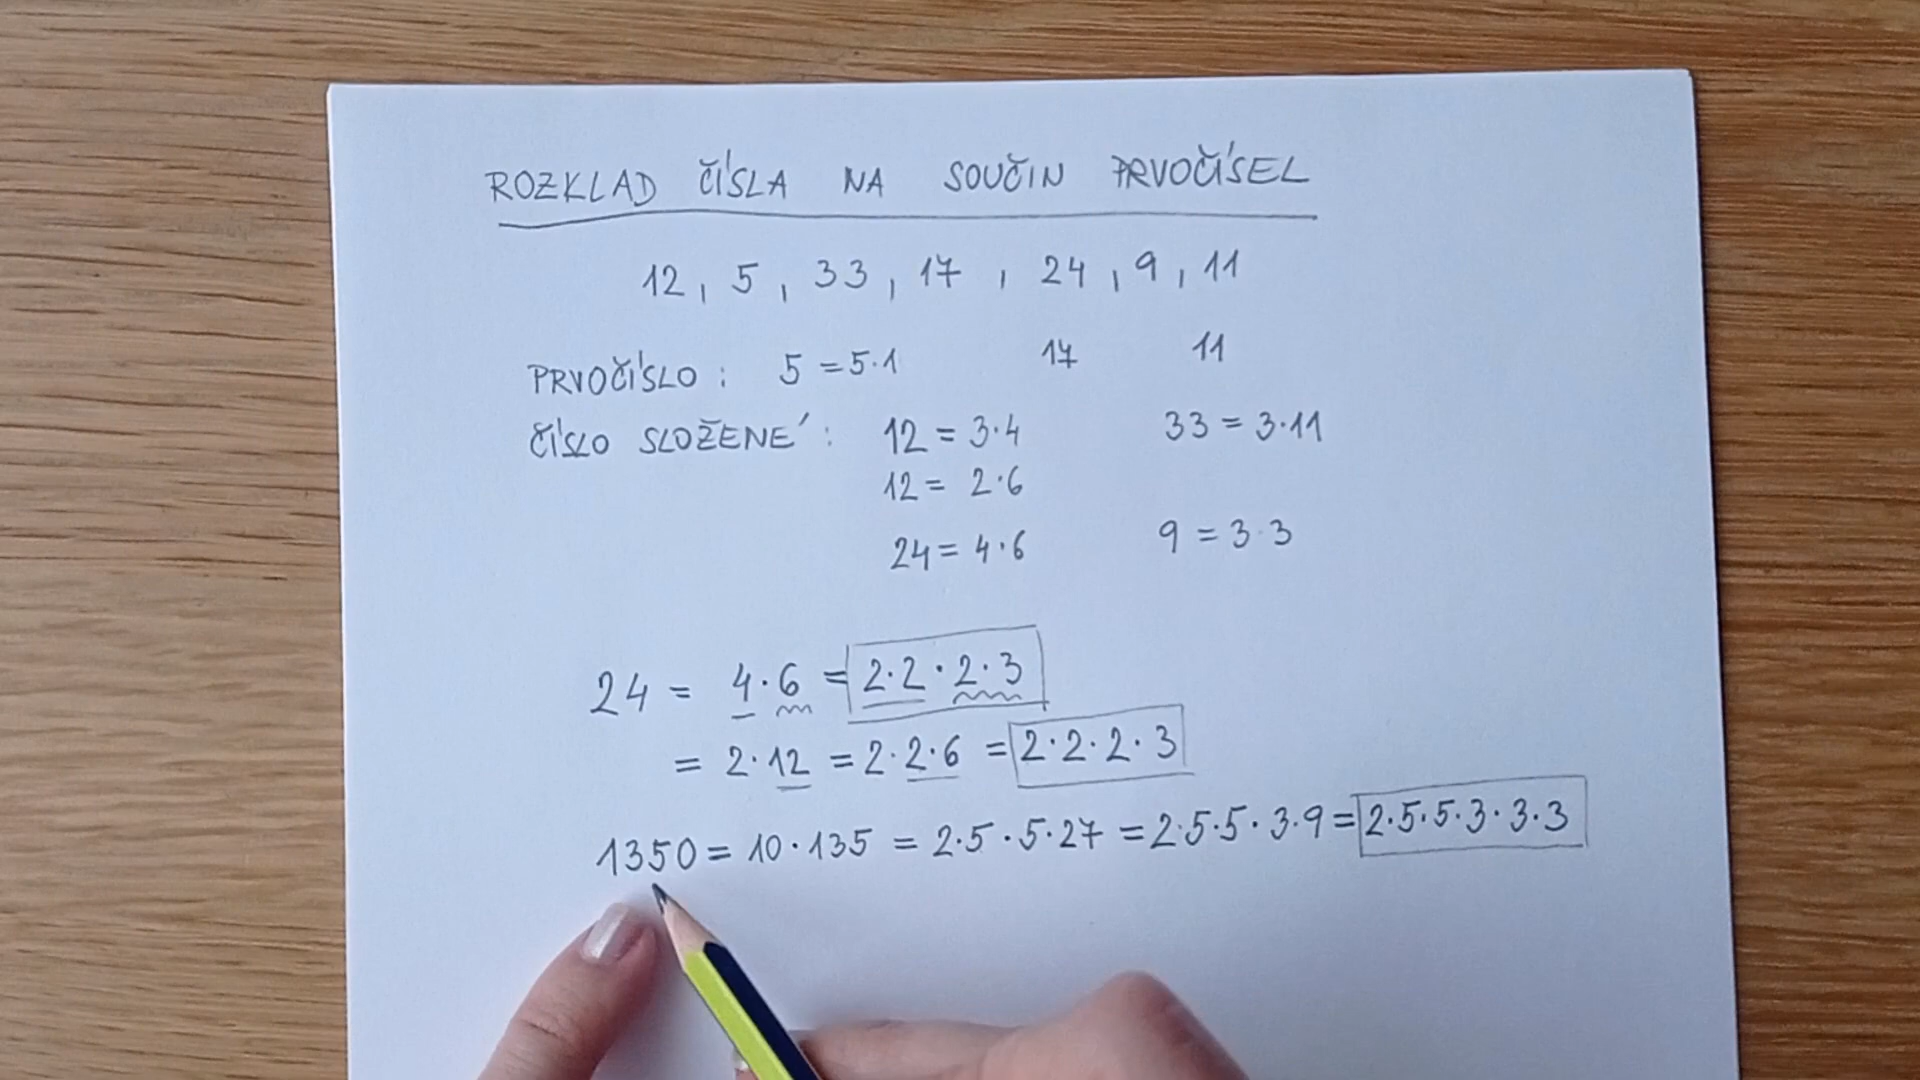 ROZKLAD ČÍSLA NA SOUČIN PRVOČÍSEL
12, 5, 33, 17, 24, 9, 11
PRVOČÍSLO: 5 = 5·1 17 11
ČÍSLO SLOŽENÉ: 12 = 3·4 33 = 3·11
12 = 2·6
24 = 4·6 9 = 3·3
24 = 4·6 = 2·2·2·3
= 2·12 = 2·2·6 = 2·2·2·3
1350 = 10·135 = 2·5·5·27 = 2·5·5·3·9 = 2·5·5·3·3·3